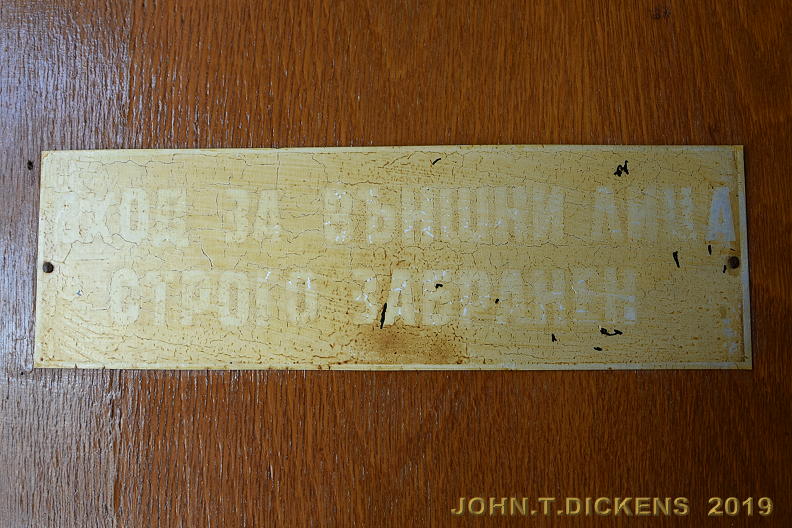 ВХОД ЗА ВЪНШНИ ЛИЦА
СТРОГО ЗАБРАНЕН
JOHN.T.DICKENS 2019